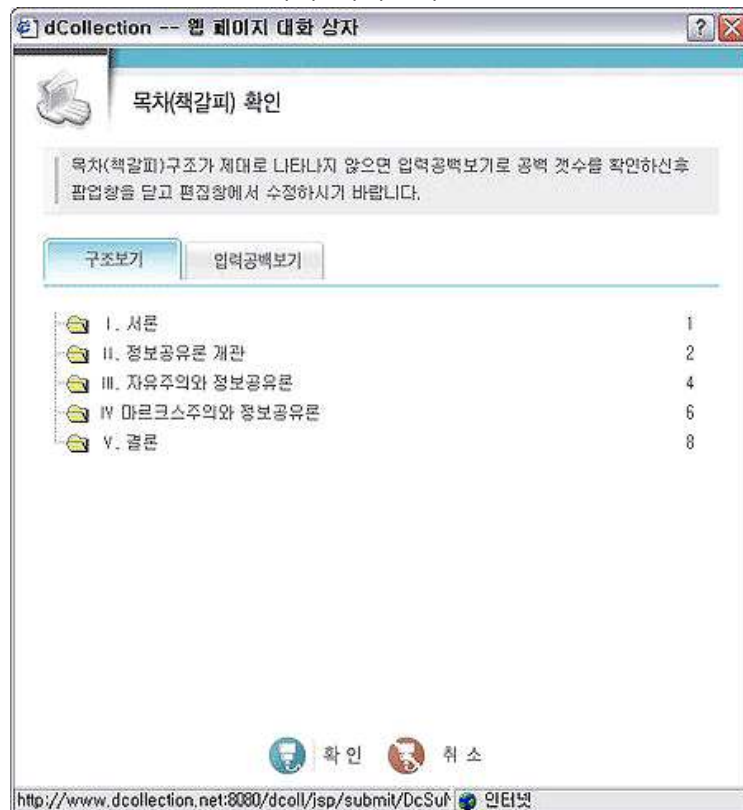 dCollection -- 웹 페이지 대화 상자
목차(책갈피) 확인
목차(책갈피)구조가 제대로 나타나지 않으면 입력공백보기로 공백 갯수를 확인하신후
팝업창을 닫고 편집창에서 수정하시기 바랍니다.
구조보기 입력공백보기
I. 서론 1
II. 정보공유론 개관 2
III. 자유주의와 정보공유론 4
IV 마르크스주의와 정보공유론 6
V. 결론 8
확인 취소
http://www.dcollection.net:8080/dcoll/jsp/submit/DcSuM 인터넷